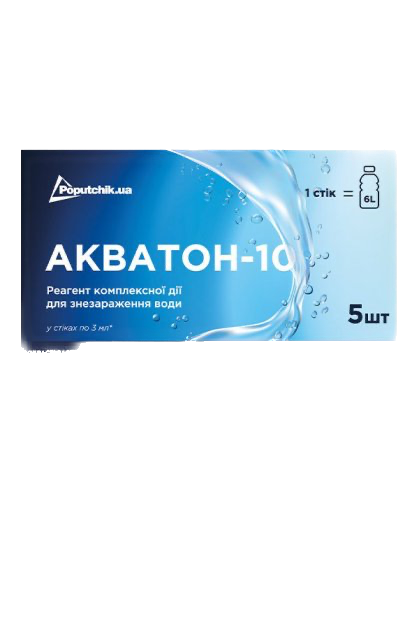 Poputchik.ua
1 стік = 6L
АКВАТОН-10
Реагент комплексної дії
для знезараження води
у стіках по 3 мл*
5шт